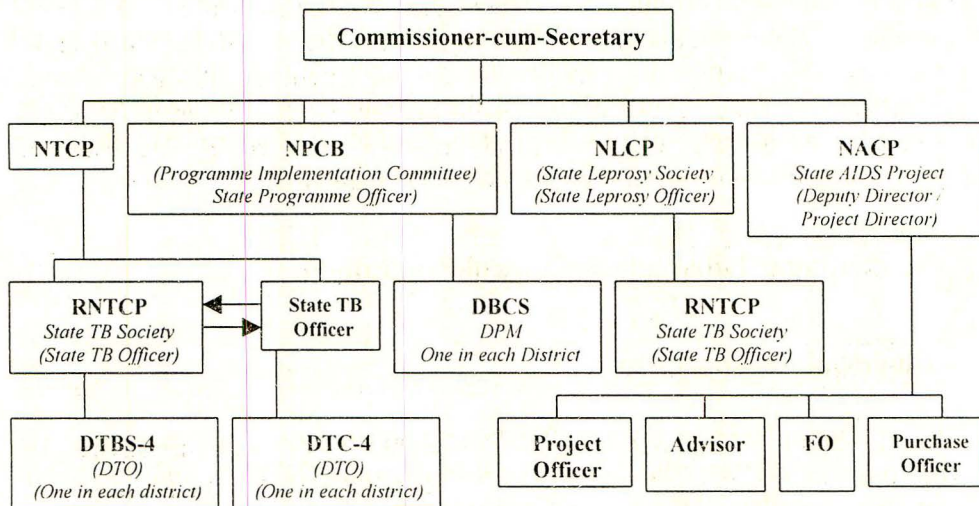 Commissioner-cum-Secretary
NTCP
NPCB
(Programme Implementation Committee)
State Programme Officer)
NLCP
(State Leprosy Society
(State Leprosy Officer)
NACP
State AIDS Project
(Deputy Director /
Project Director)
RNTCP
State TB Society
(State TB Officer)
State TB
Officer
DBCS
DPM
One in each District
RNTCP
State TB Society
(State TB Officer)
DTBS-4
(DTO)
(One in each district)
DTC-4
(DTO)
(One in each district)
Project
Officer
Advisor
FO
Purchase
Officer